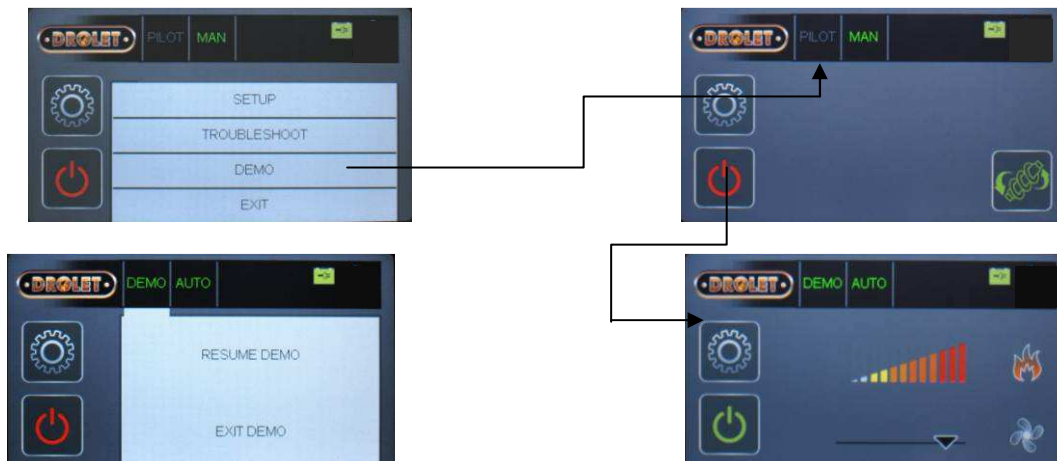 DROLET PILOT MAN
SETUP
TROUBLESHOOT
DEMO
EXIT
DROLET PILOT MAN
DROLET DEMO AUTO
RESUME DEMO
EXIT DEMO
DROLET DEMO AUTO